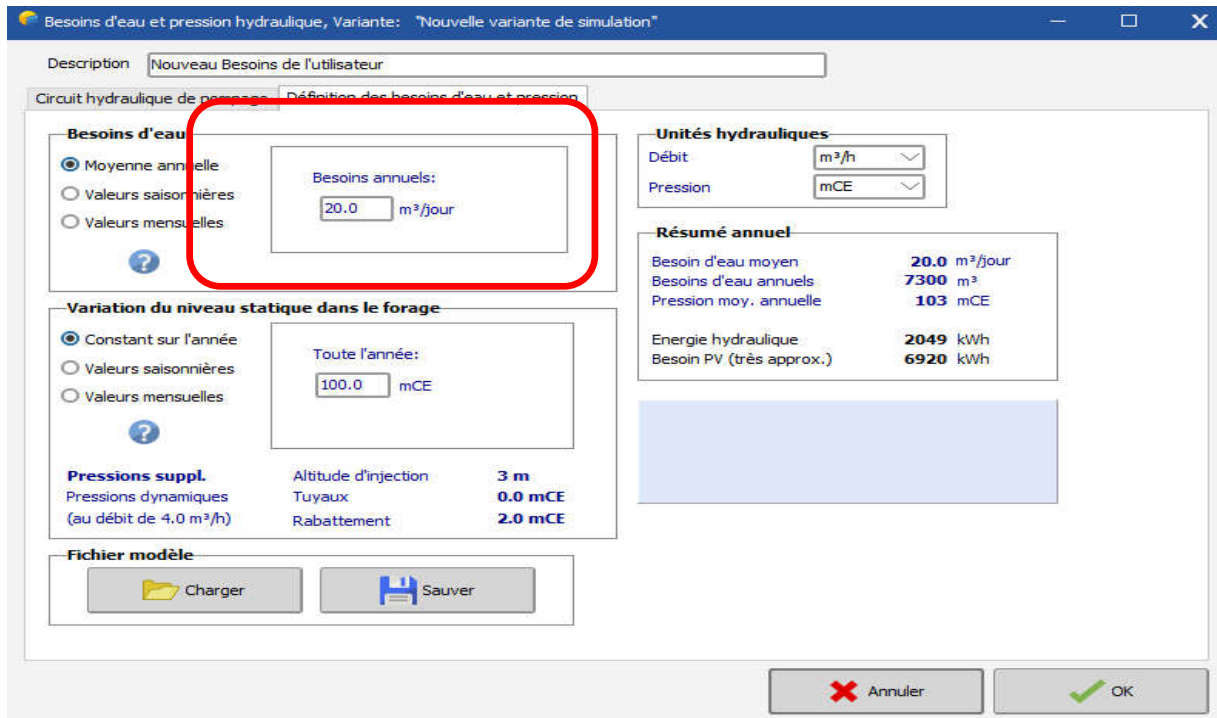 Besoins d'eau et pression hydraulique, Variante: "Nouvelle variante de simulation"
Description Nouveau Besoins de l'utilisateur
Circuit hydraulique de pompage Définition des besoins d'eau et pression
Besoins d'eau
Moyenne annuelle
Valeurs saisonnières
Valeurs mensuelles
?
Besoins annuels:
20.0 m³/jour
Variation du niveau statique dans le forage
Constant sur l'année
Valeurs saisonnières
Valeurs mensuelles
?
Toute l'année:
100.0 mCE
Pressions suppl. Altitude d'injection 3 m
Pressions dynamiques Tuyaux 0.0 mCE
(au débit de 4.0 m³/h) Rabattement 2.0 mCE
Fichier modèle
Charger Sauver
Unités hydrauliques
Débit m³/h
Pression mCE
Résumé annuel
Besoin d'eau moyen 20.0 m³/jour
Besoins d'eau annuels 7300 m³
Pression moy. annuelle 103 mCE
Energie hydraulique 2049 kWh
Besoin PV (très approx.) 6920 kWh
Annuler OK